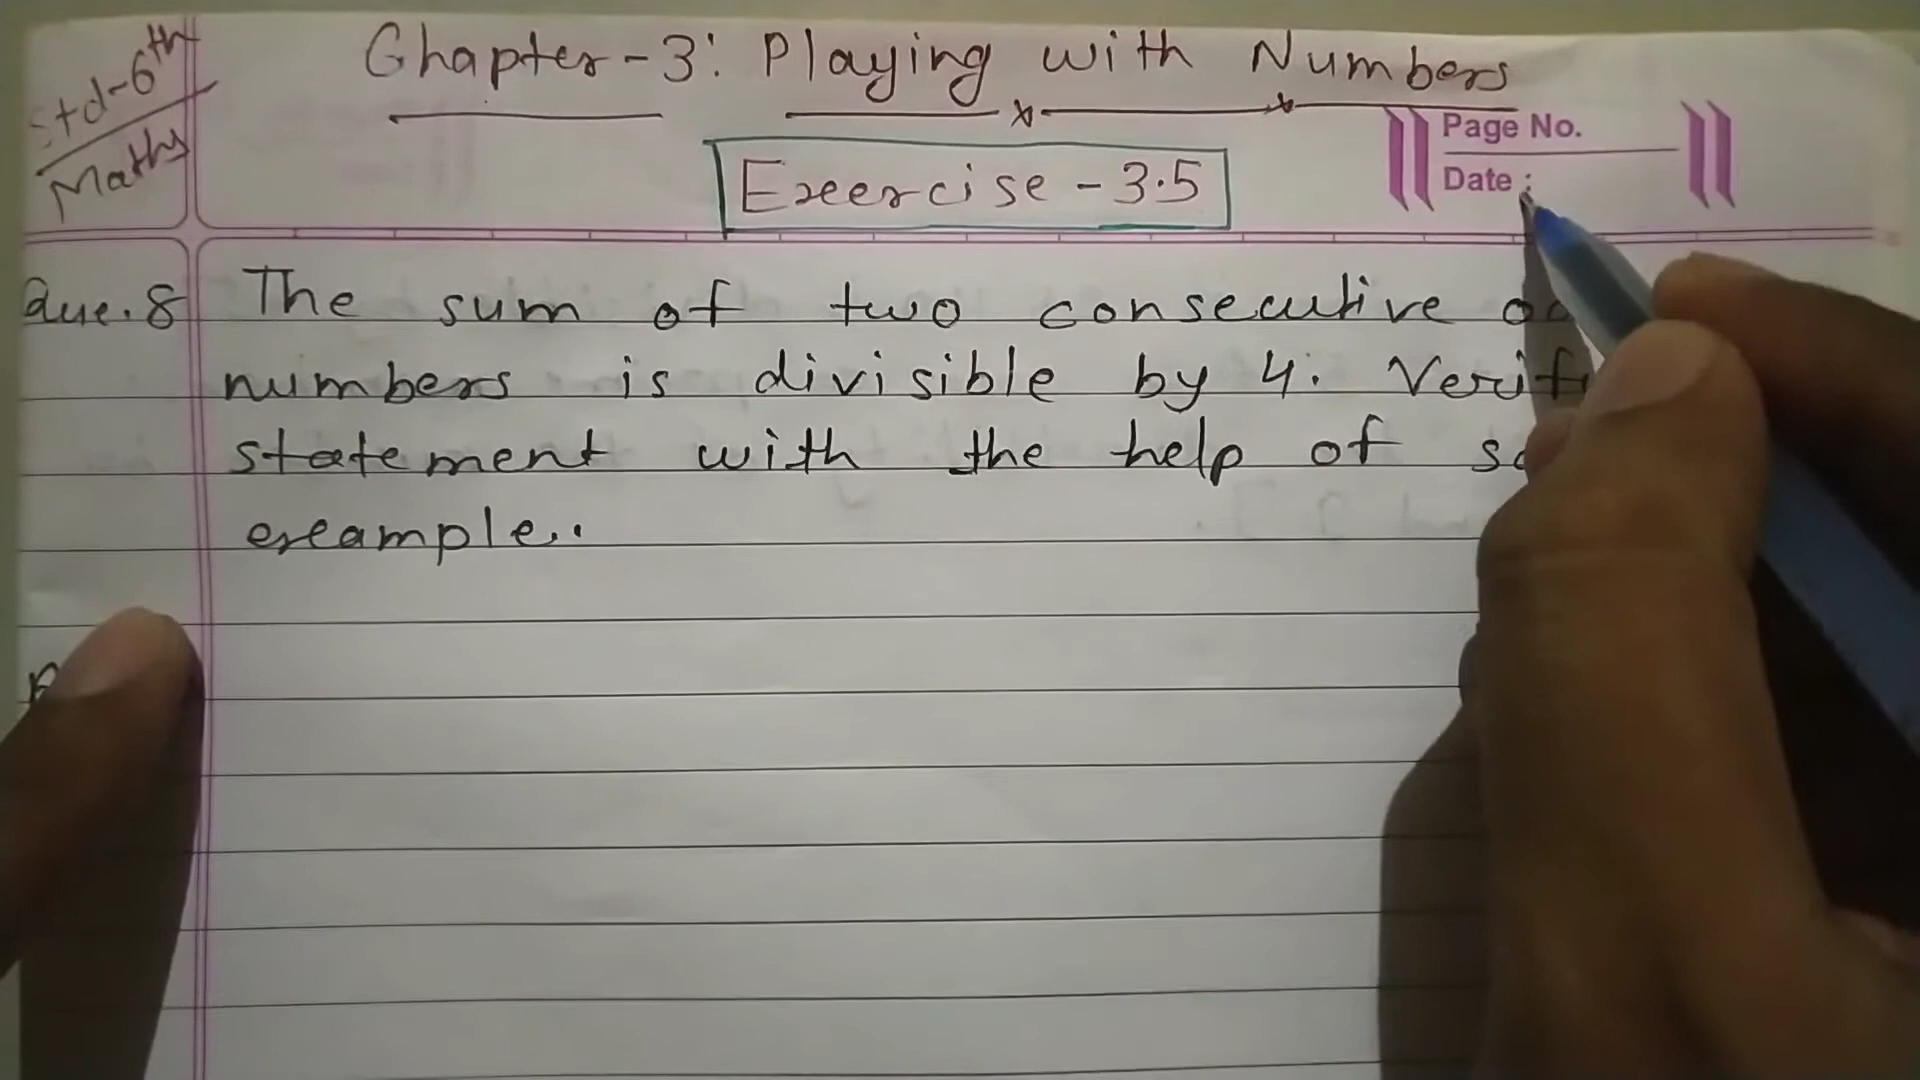 Std-6th
Maths
Chapter-3: Playing with Numbers
Page No.
Date :
Exercise - 3.5
Que. 8 The sum of two consecutive
numbers is divisible by 4.
statement with the help of
example..